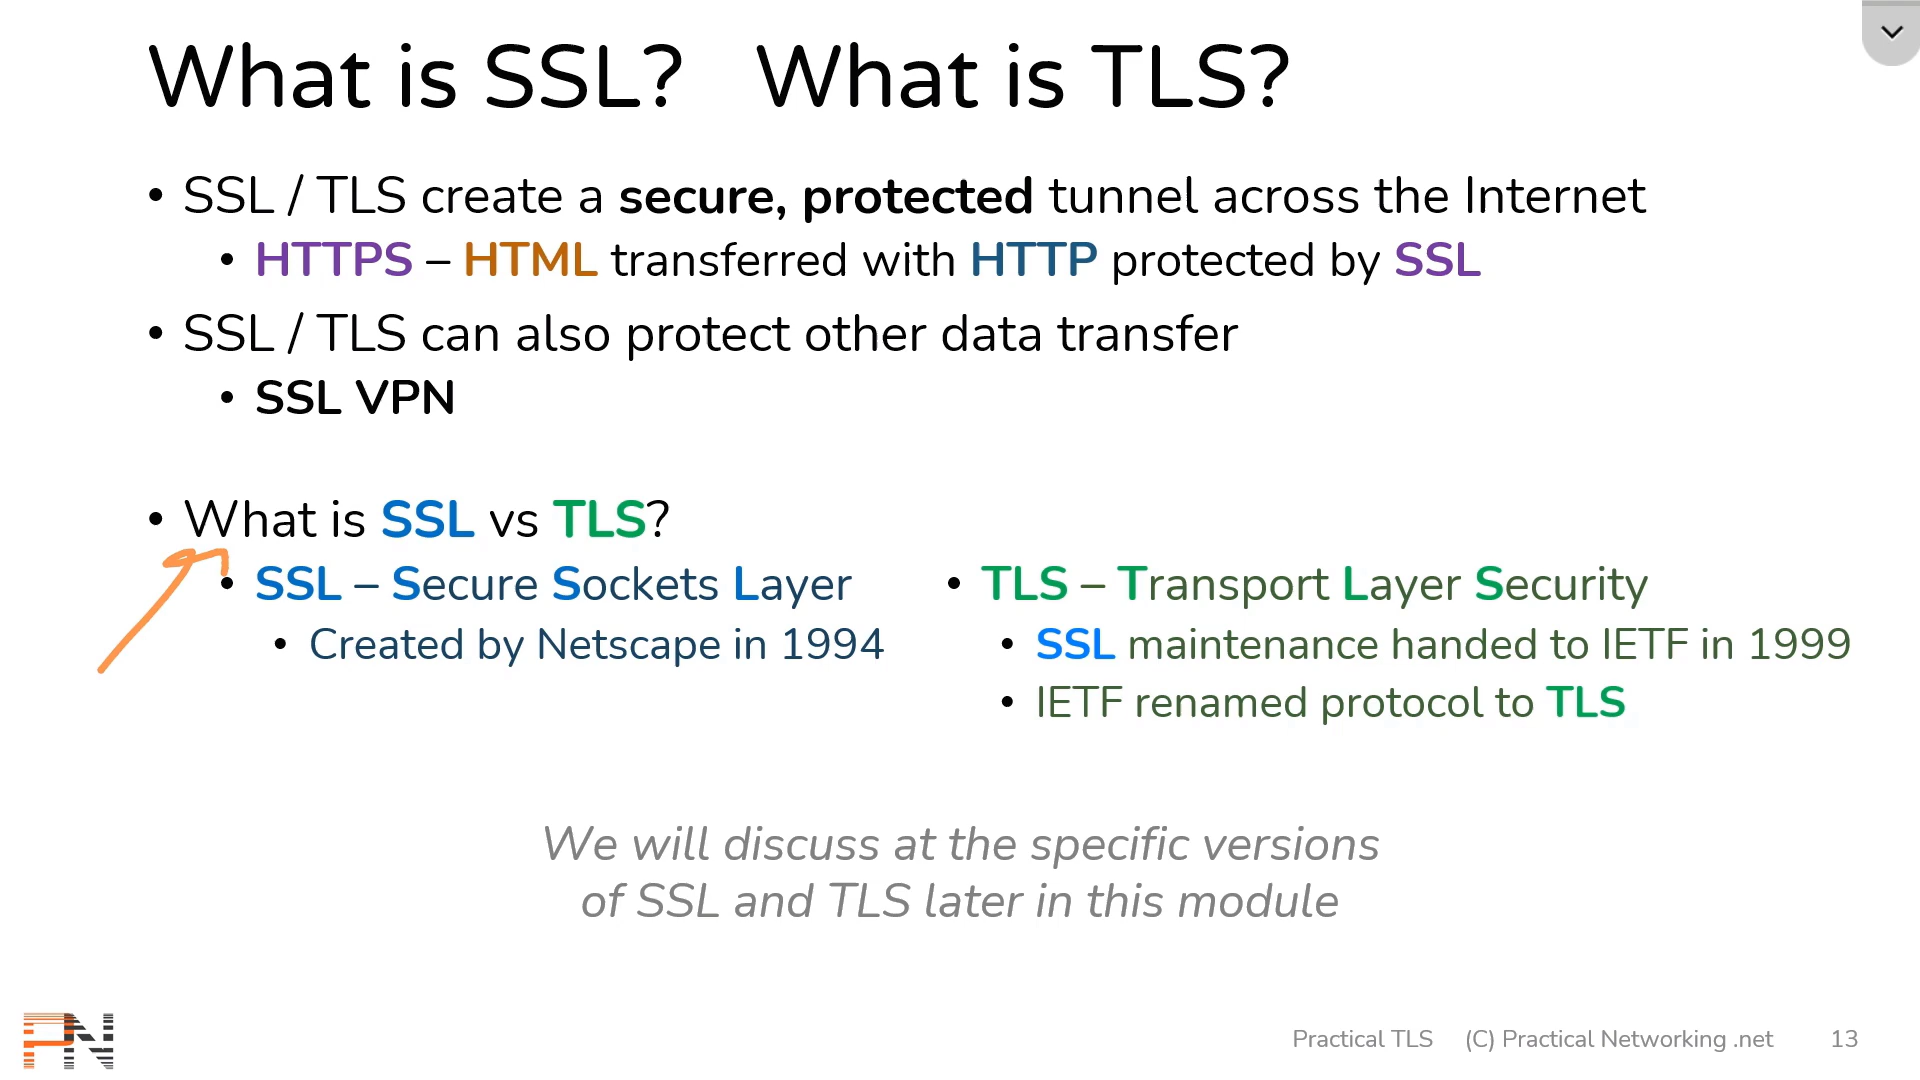 What is SSL? What is TLS?
• SSL / TLS create a secure, protected tunnel across the Internet
• HTTPS – HTML transferred with HTTP protected by SSL
• SSL / TLS can also protect other data transfer
• SSL VPN
• What is SSL vs TLS?
• SSL – Secure Sockets Layer
• Created by Netscape in 1994
• TLS – Transport Layer Security
• SSL maintenance handed to IETF in 1999
• IETF renamed protocol to TLS
We will discuss at the specific versions
of SSL and TLS later in this module
PN
Practical TLS (C) Practical Networking .net 13